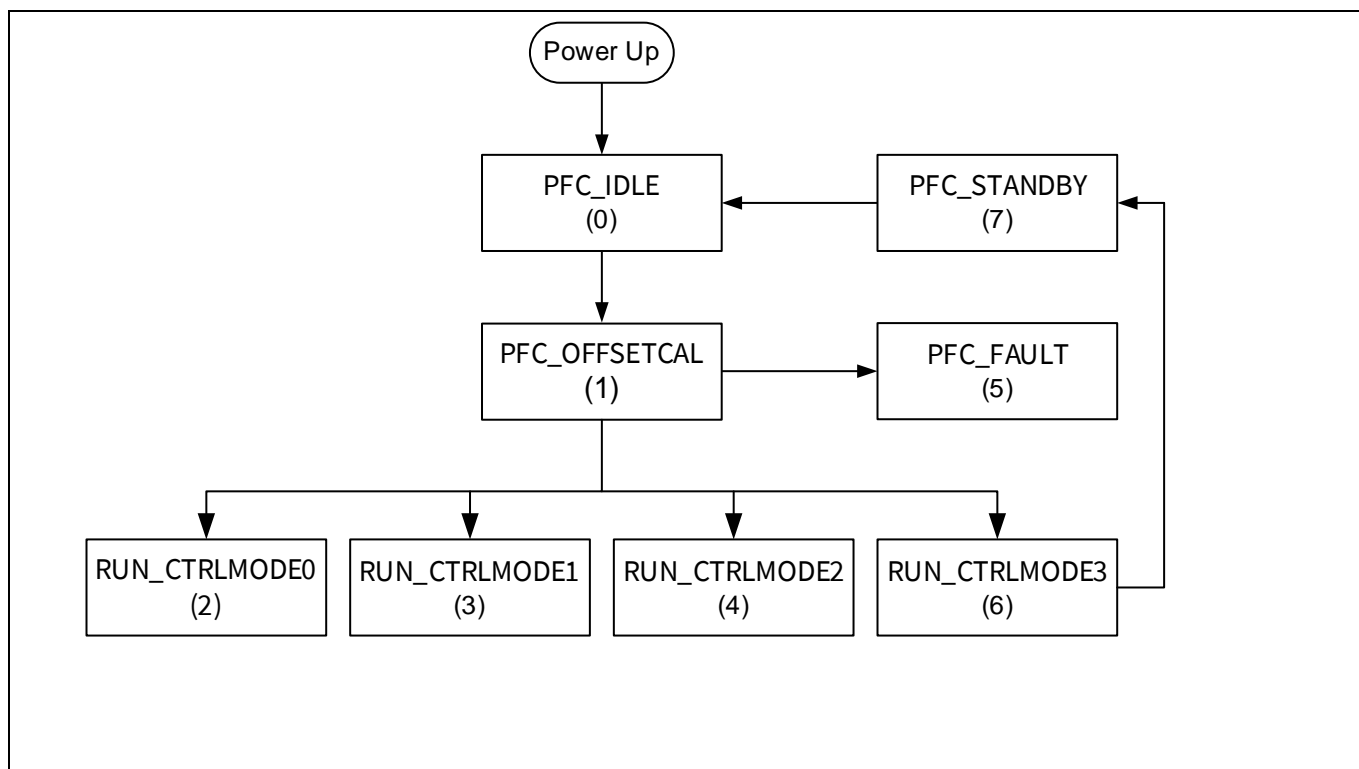 Power Up
PFC_IDLE
(0)
PFC_STANDBY
(7)
PFC_OFFSETCAL
(1)
PFC_FAULT
(5)
RUN_CTRLMODE0
(2)
RUN_CTRLMODE1
(3)
RUN_CTRLMODE2
(4)
RUN_CTRLMODE3
(6)